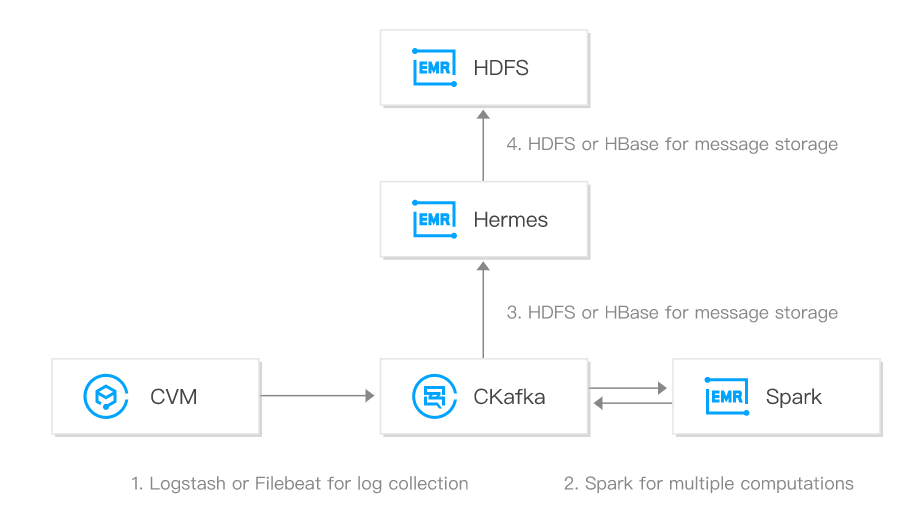 EMR HDFS
4. HDFS or HBase for message storage
EMR Hermes
3. HDFS or HBase for message storage
CVM
CKafka
EMR Spark
1. Logstash or Filebeat for log collection
2. Spark for multiple computations